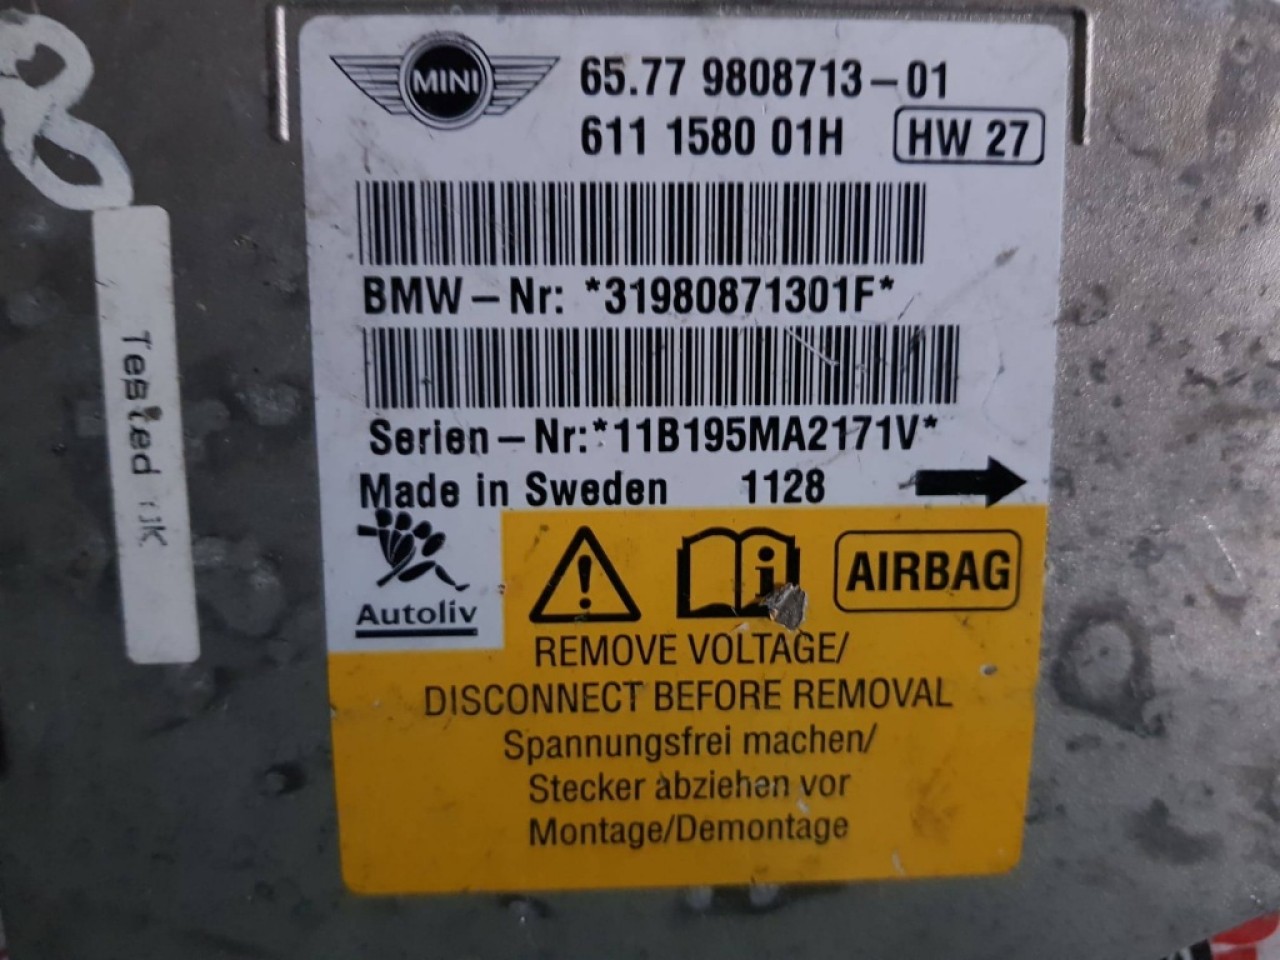 MINI
65.77 9808713-01
611 1580 01H HW 27
BMW-Nr: *31980871301F*
Serien-Nr:*11B195MA2171V*
Made in Sweden 1128
Autoliv
AIRBAG
REMOVE VOLTAGE/
DISCONNECT BEFORE REMOVAL
Spannungsfrei machen/
Stecker abziehen vor
Montage/Demontage
Tested OK
8